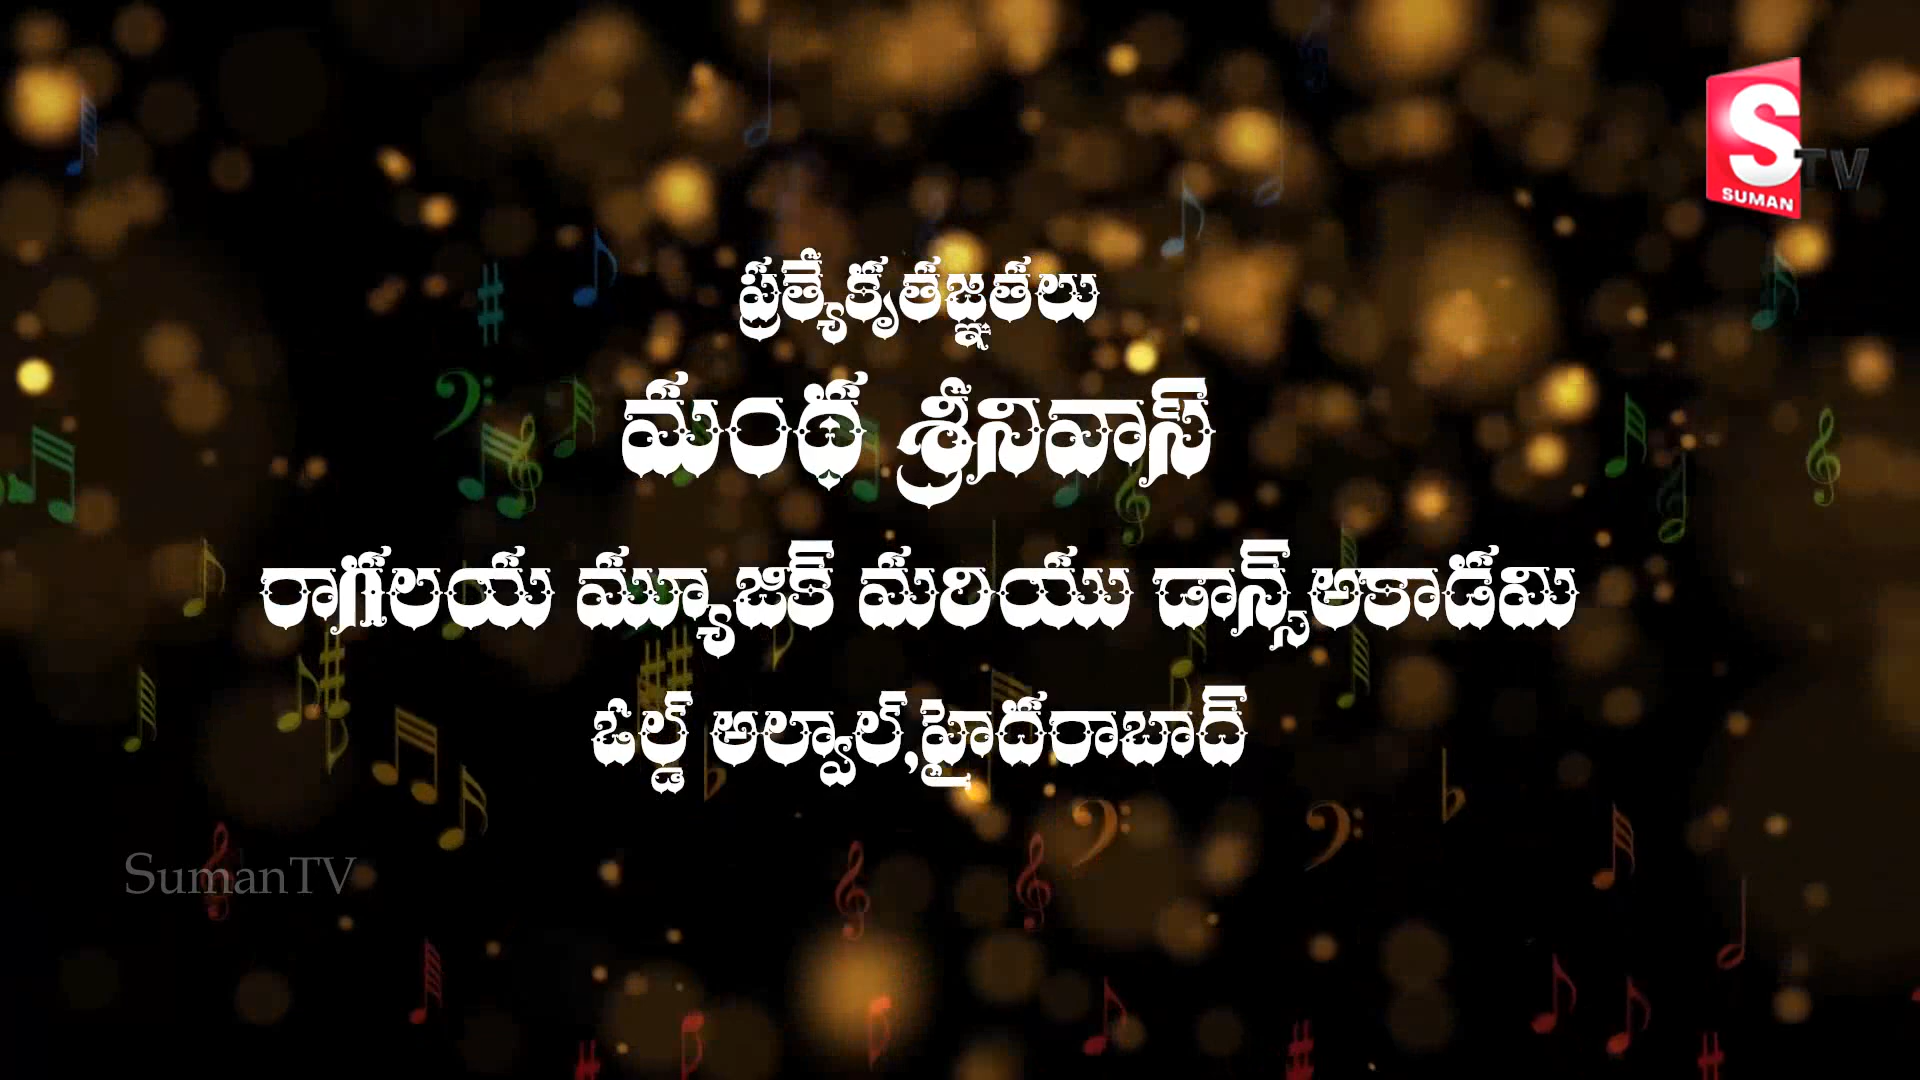 S TV
SUMAN
ప్రత్యేకృతజ్ఞతలు
మంధ శ్రీనివాస్
రాగలయ మ్యూజిక్ మరియు డాన్స్ అకాడమి
ఓల్డ్ అల్వాల్,హైదరాబాద్
SumanTV